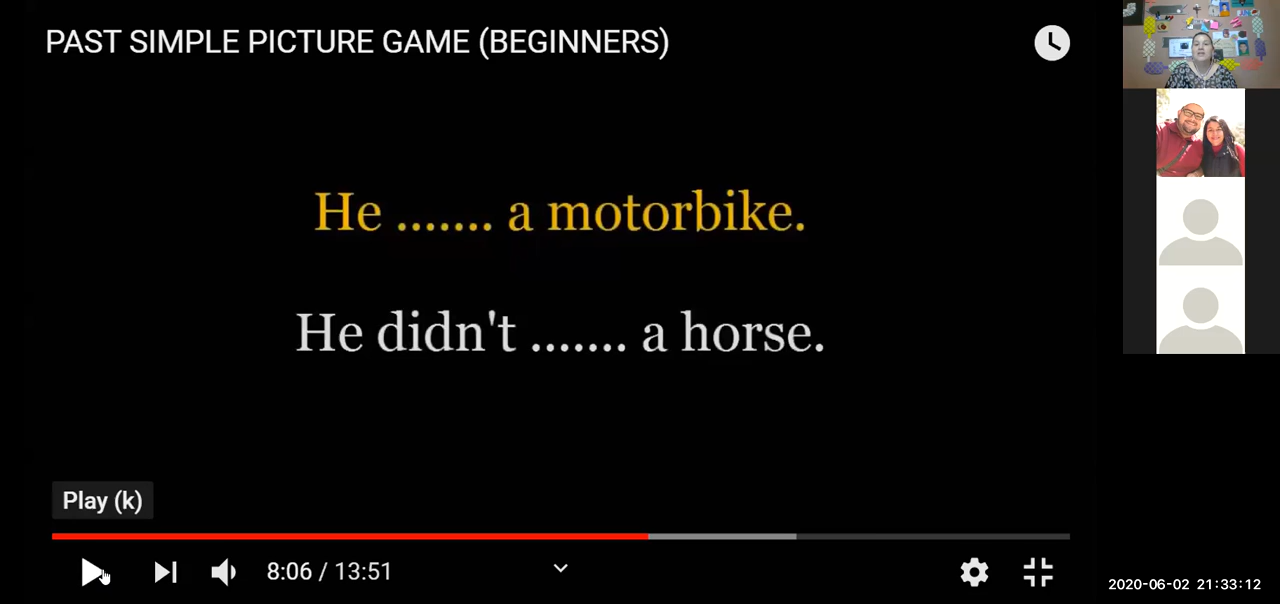 PAST SIMPLE PICTURE GAME (BEGINNERS)
He ....... a motorbike.
He didn't ....... a horse.
Play (k)
8:06 / 13:51
2020-06-02 21:33:12